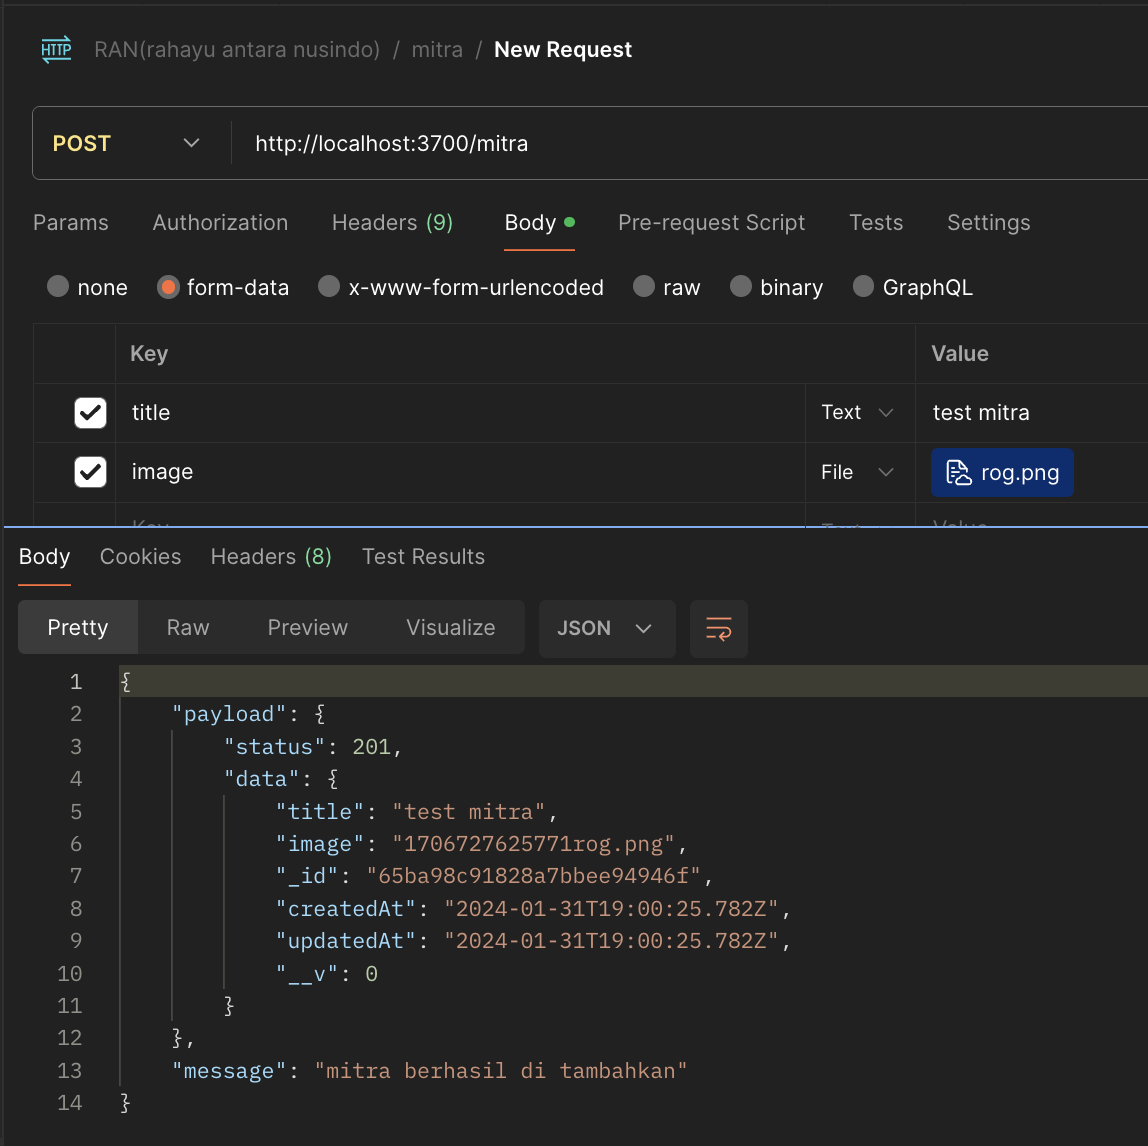 HTTP RAN(rahayu antara nusindo) / mitra / New Request
POST http://localhost:3700/mitra
Params Authorization Headers (9) Body Pre-request Script Tests Settings
none form-data x-www-form-urlencoded raw binary GraphQL
Key Value
title Text test mitra
image File rog.png
Key Text Value
Body Cookies Headers (8) Test Results
Pretty Raw Preview Visualize JSON
1 {
2 "payload": {
3 "status": 201,
4 "data": {
5 "title": "test mitra",
6 "image": "1706727625771rog.png",
7 "_id": "65ba98c91828a7bbee94946f",
8 "createdAt": "2024-01-31T19:00:25.782Z",
9 "updatedAt": "2024-01-31T19:00:25.782Z",
10 "__v": 0
11 }
12 },
13 "message": "mitra berhasil di tambahkan"
14 }